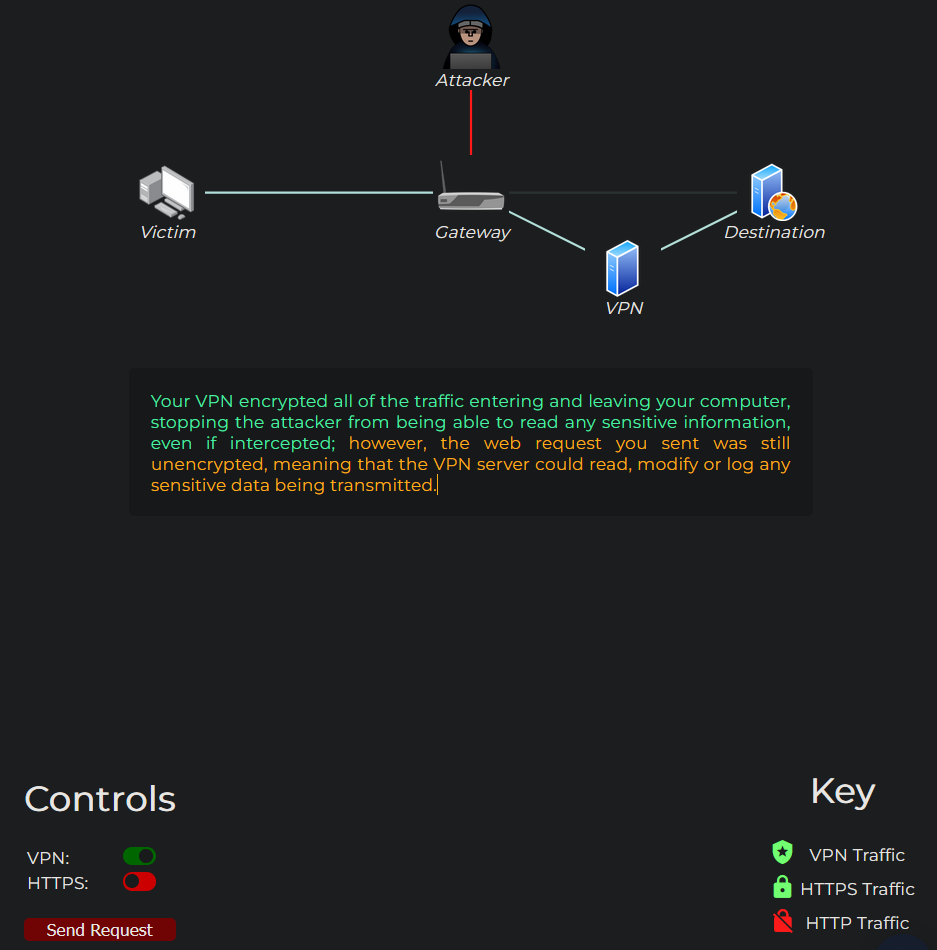 Attacker
Victim
Gateway
Destination
VPN
Your VPN encrypted all of the traffic entering and leaving your computer,
stopping the attacker from being able to read any sensitive information,
even if intercepted; however, the web request you sent was still
unencrypted, meaning that the VPN server could read, modify or log any
sensitive data being transmitted.
Controls
VPN:
HTTPS:
Send Request
Key
VPN Traffic
HTTPS Traffic
HTTP Traffic